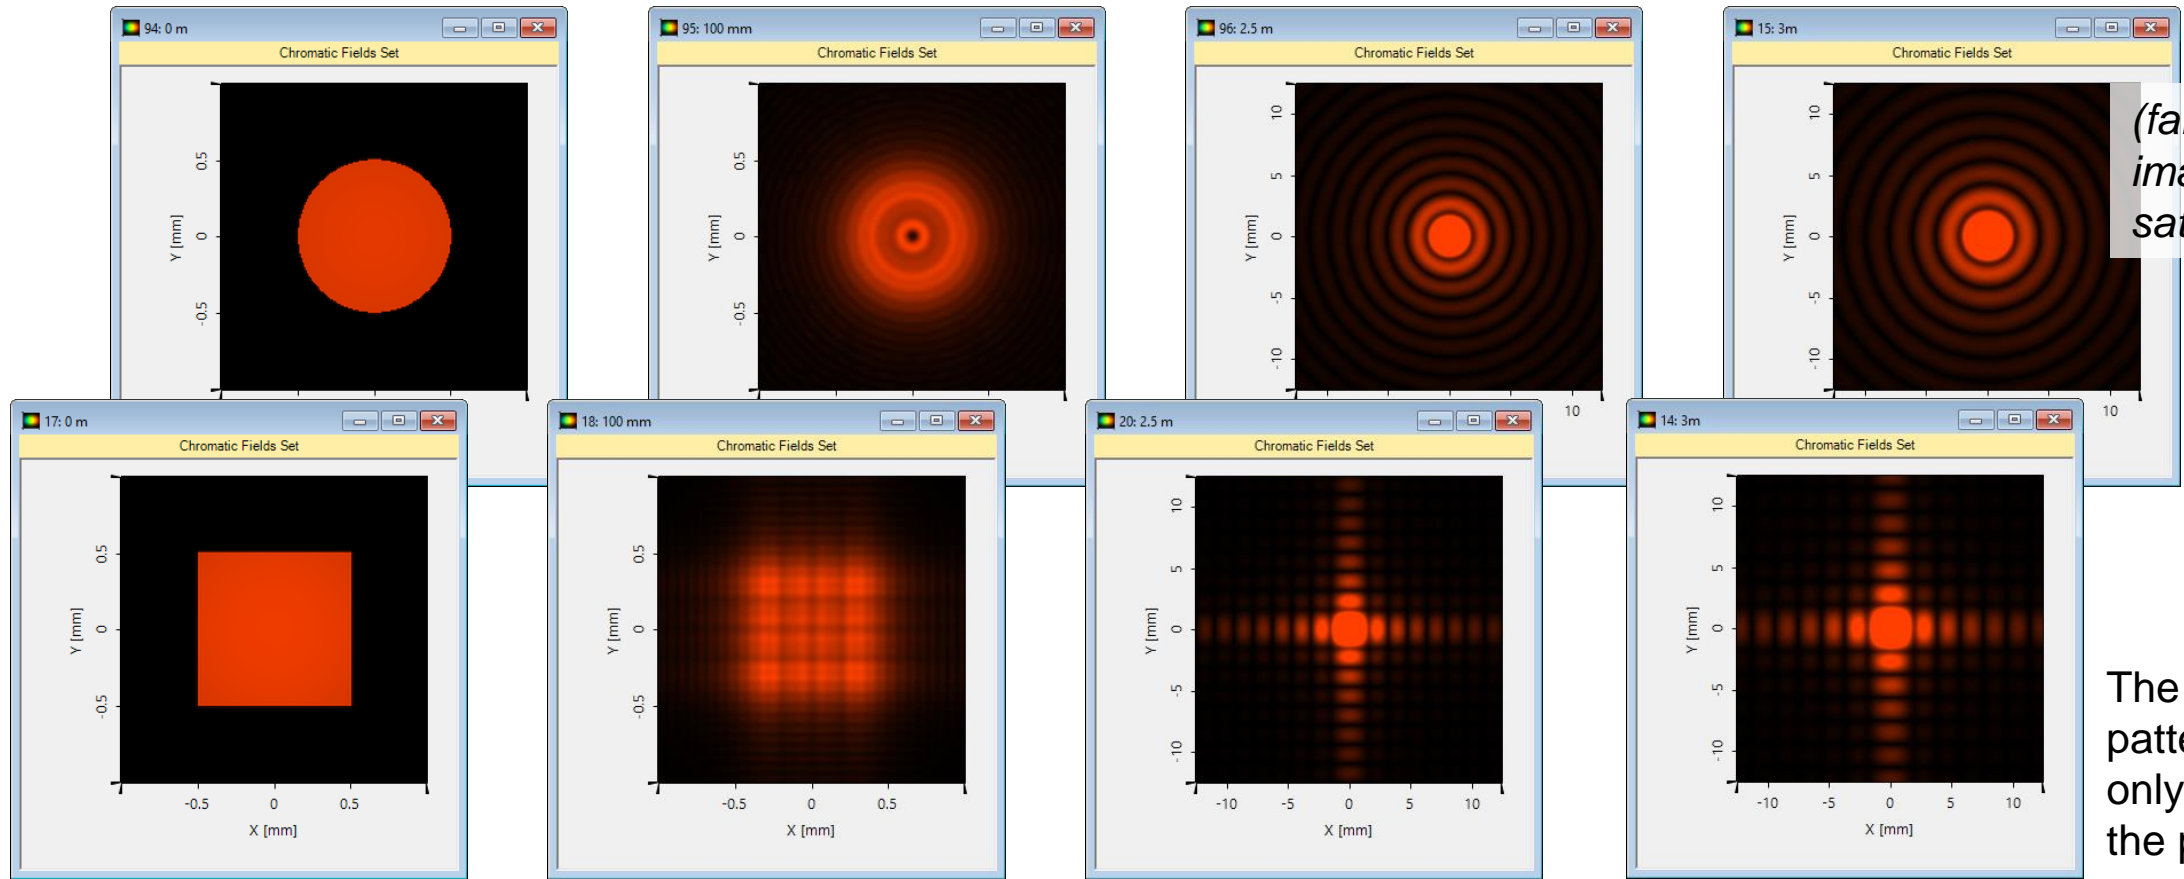 94: 0 m
Chromatic Fields Set
0.5
0
-0.5
Y [mm]
95: 100 mm
Chromatic Fields Set
0.5
0
-0.5
Y [mm]
96: 2.5 m
Chromatic Fields Set
10
5
0
-5
-10
Y [mm]
10
15: 3m
Chromatic Fields Set
10
5
0
-5
-10
Y [mm]
10
(fa
ima
sat
17: 0 m
Chromatic Fields Set
0.5
0
-0.5
Y [mm]
-0.5 0 0.5
X [mm]
18: 100 mm
Chromatic Fields Set
0.5
0
-0.5
Y [mm]
-0.5 0 0.5
X [mm]
20: 2.5 m
Chromatic Fields Set
10
5
0
-5
-10
Y [mm]
-10 -5 0 5 10
X [mm]
14: 3m
Chromatic Fields Set
10
5
0
-5
-10
Y [mm]
-10 -5 0 5 10
X [mm]
The
patte
only
the p